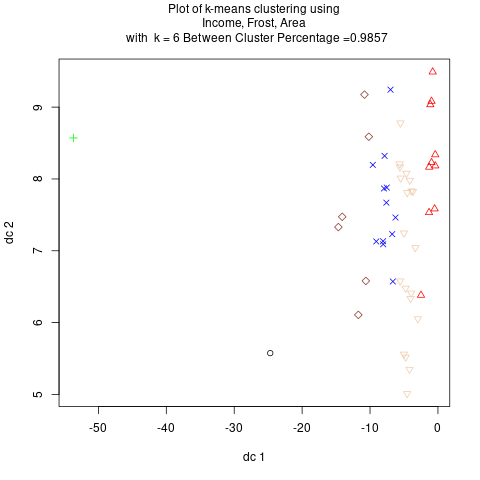 Plot of k-means clustering using
Income, Frost, Area
with k = 6 Between Cluster Percentage =0.9857
9
8
7
6
5
dc 2
-50 -40 -30 -20 -10 0
dc 1